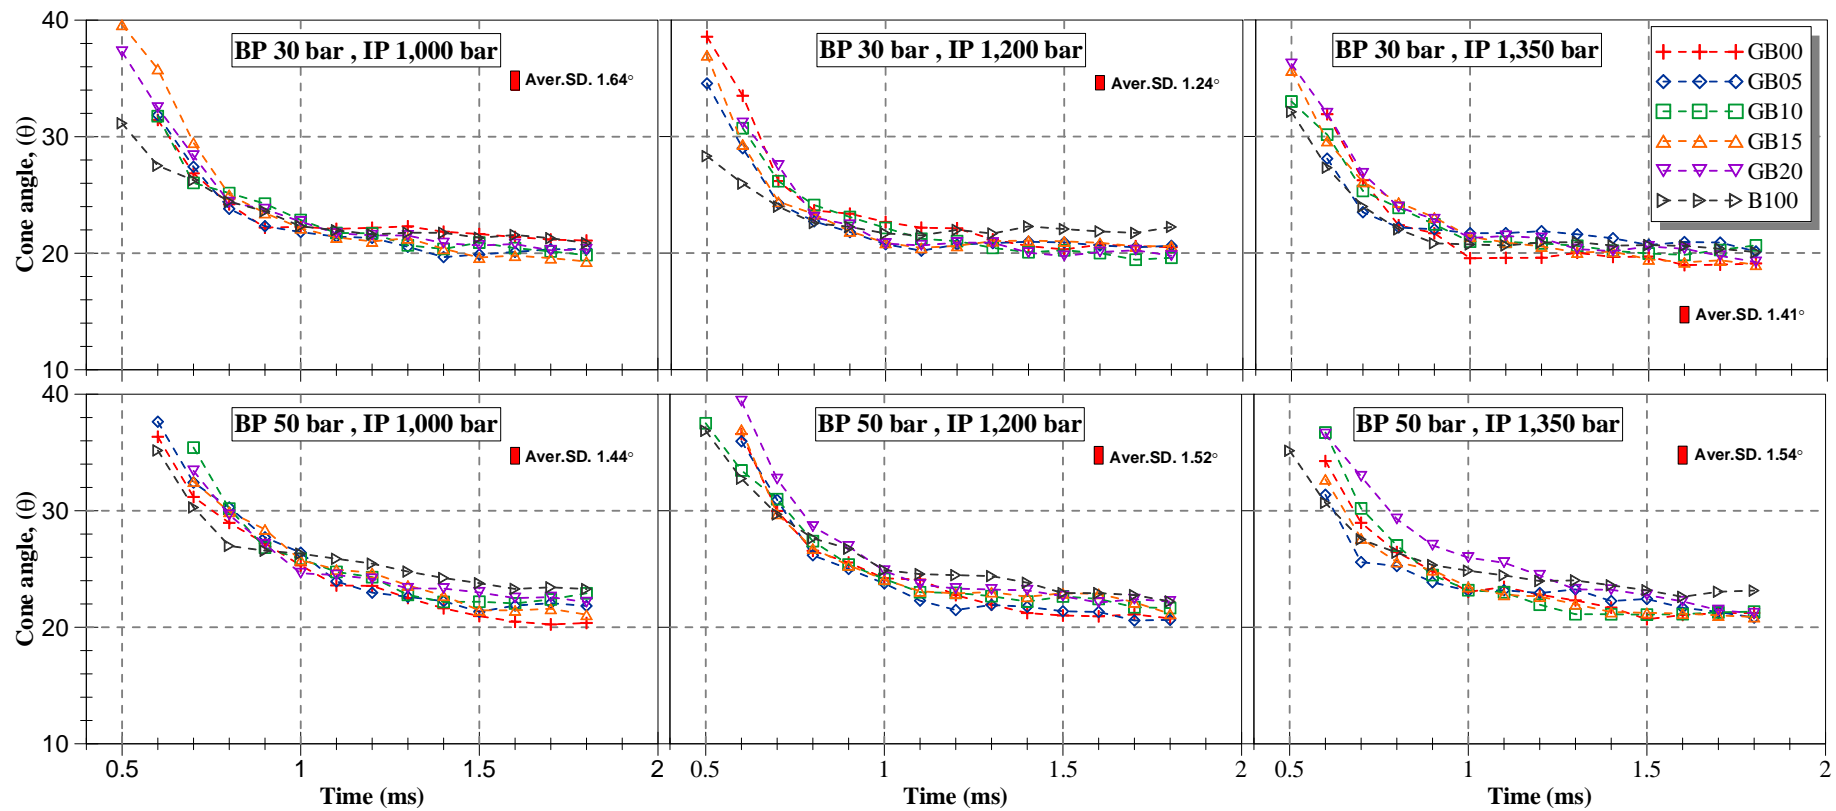 BP 30 bar , IP 1,000 bar
Aver.SD. 1.64°
BP 30 bar , IP 1,200 bar
Aver.SD. 1.24°
BP 30 bar , IP 1,350 bar
Aver.SD. 1.41°
GB00
GB05
GB10
GB15
GB20
B100
40
30
20
10
Cone angle, (θ)
BP 50 bar , IP 1,000 bar
Aver.SD. 1.44°
BP 50 bar , IP 1,200 bar
Aver.SD. 1.52°
BP 50 bar , IP 1,350 bar
Aver.SD. 1.54°
40
30
20
10
Cone angle, (θ)
0.5 1 1.5 2
0.5 1 1.5 2
0.5 1 1.5 2
Time (ms)
Time (ms)
Time (ms)